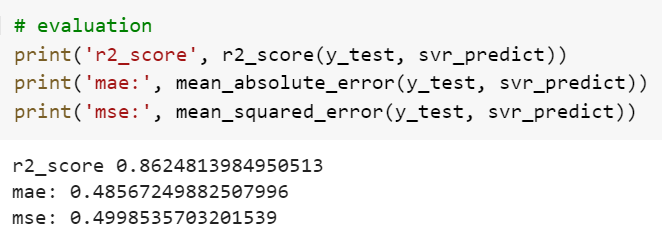 # evaluation
print('r2_score', r2_score(y_test, svr_predict))
print('mae:', mean_absolute_error(y_test, svr_predict))
print('mse:', mean_squared_error(y_test, svr_predict))
r2_score 0.8624813984950513
mae: 0.48567249882507996
mse: 0.4998535703201539